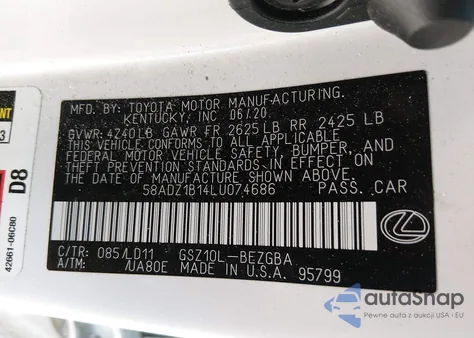 MFD. BY: TOYOTA MOTOR MANUFACTURING.
KENTUCKY, INC 06/20
GVWR: 4240LB GAWR FR 2625 LB RR 2425 LB
THIS VEHICLE CONFORMS TO ALL APPLICABLE
FEDERAL MOTOR VEHICLE SAFETY, BUMPER, AND
THEFT PREVENTION STANDARDS IN EFFECT ON
THE DATE OF MANUFACTURE SHOWN ABOVE.
58ADZ1B14LU074686 PASS. CAR
C/TR: 085/LD11 GSZ10L-BEZGBA
A/TM: /UA80E MADE IN U.S.A. 95799
D8
42661-06C80
3
autosnap
Pewne auta z aukcji USA i EU